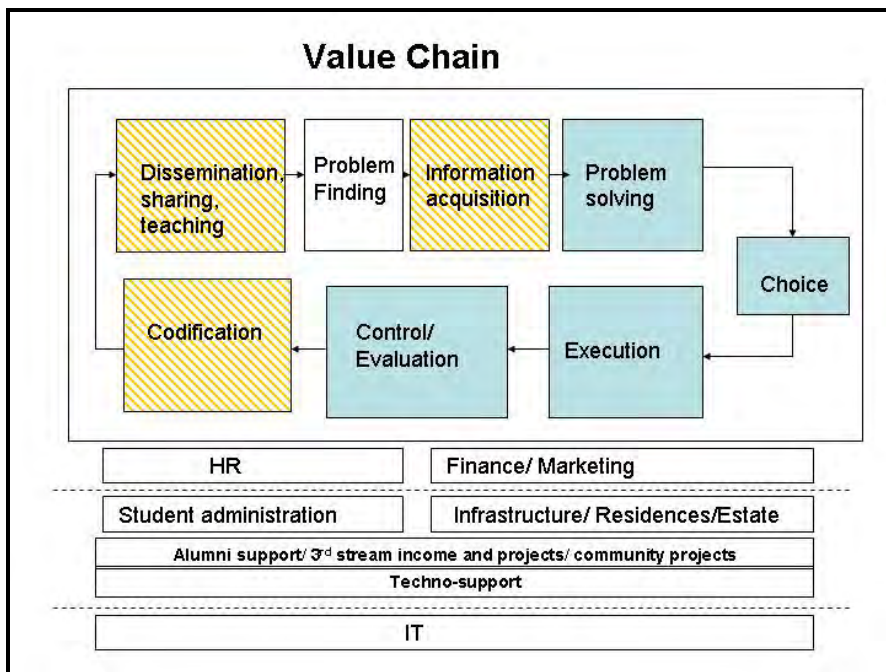 Value Chain
Dissemination,
sharing,
teaching
Problem
Finding
Information
acquisition
Problem
solving
Choice
Execution
Control/
Evaluation
Codification
HR
Finance/ Marketing
Student administration
Infrastructure/ Residences/Estate
Alumni support/ 3rd stream income and projects/ community projects
Techno-support
IT